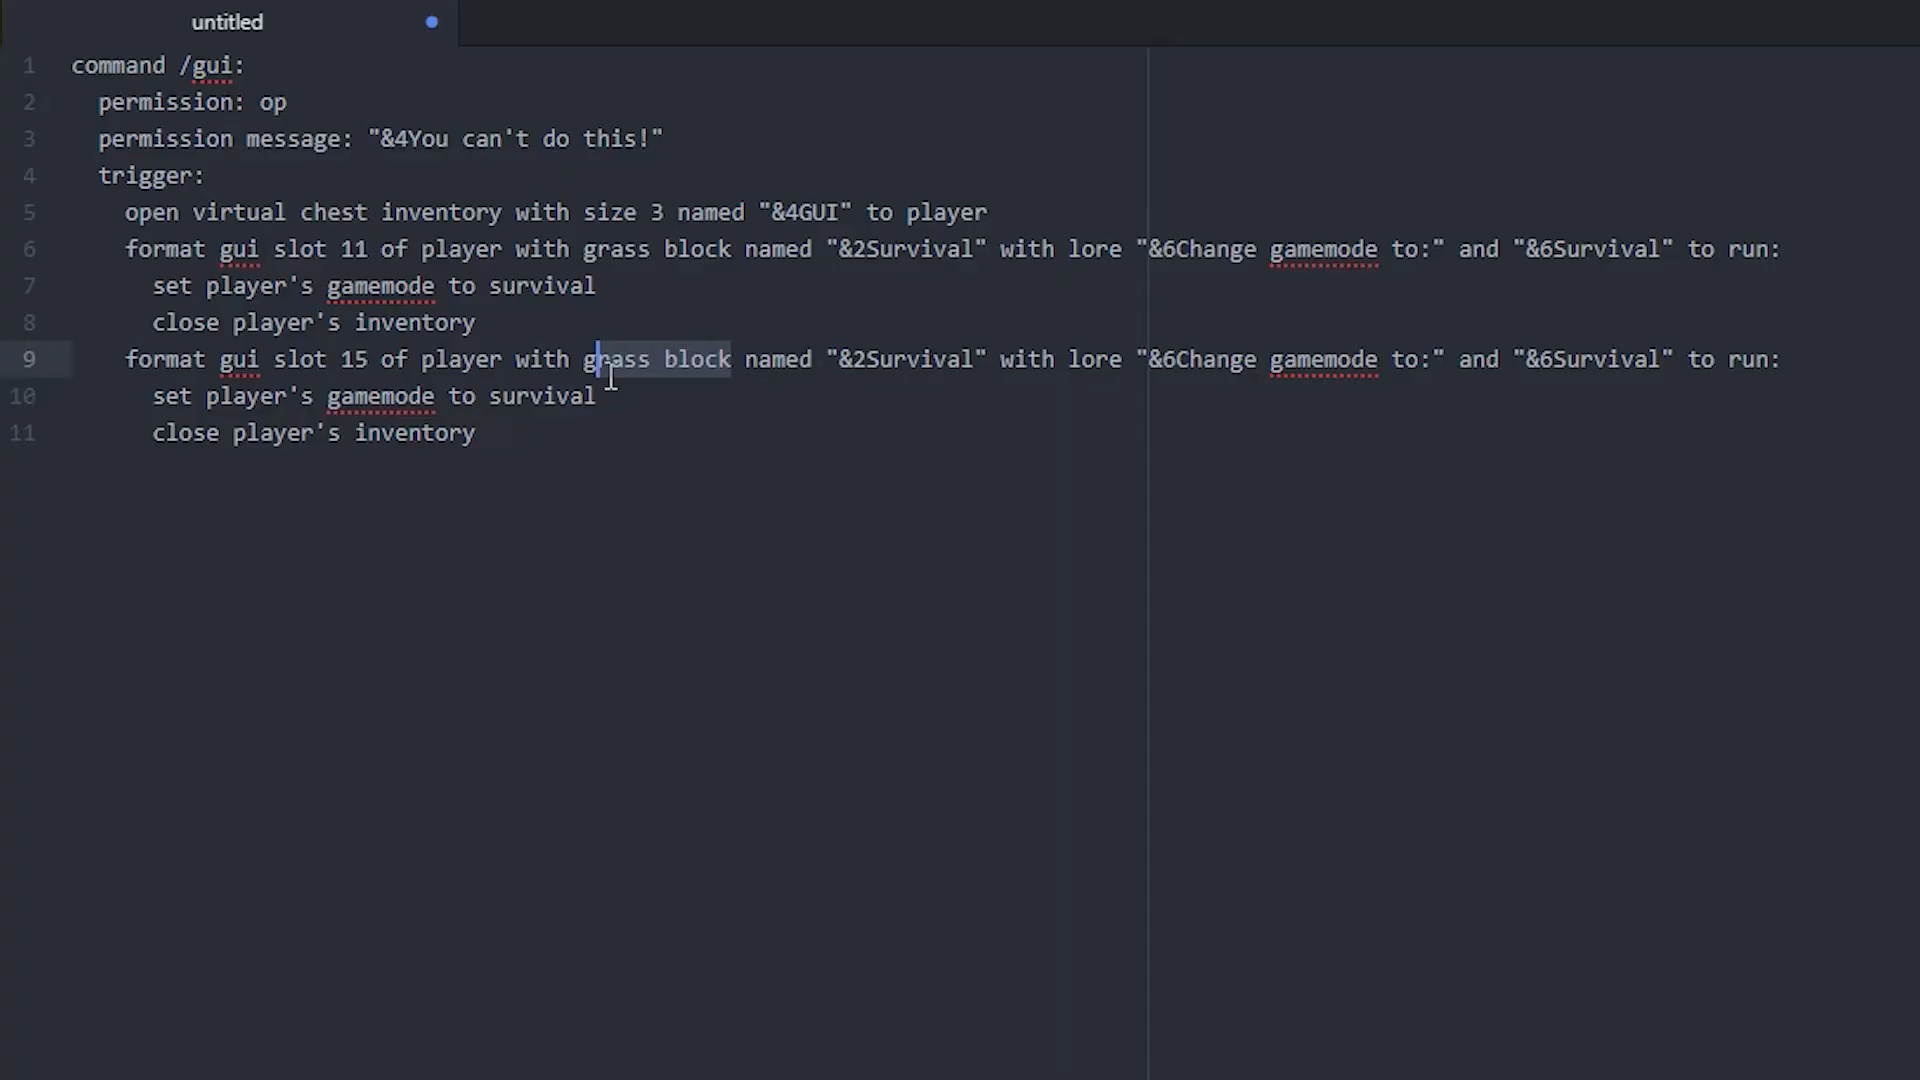 untitled
1 command /gui:
2 permission: op
3 permission message: "&4You can't do this!"
4 trigger:
5 open virtual chest inventory with size 3 named "&4GUI" to player
6 format gui slot 11 of player with grass block named "&2Survival" with lore "&6Change gamemode to:" and "&6Survival" to run:
7 set player's gamemode to survival
8 close player's inventory
9 format gui slot 15 of player with grass block named "&2Survival" with lore "&6Change gamemode to:" and "&6Survival" to run:
10 set player's gamemode to survival
11 close player's inventory